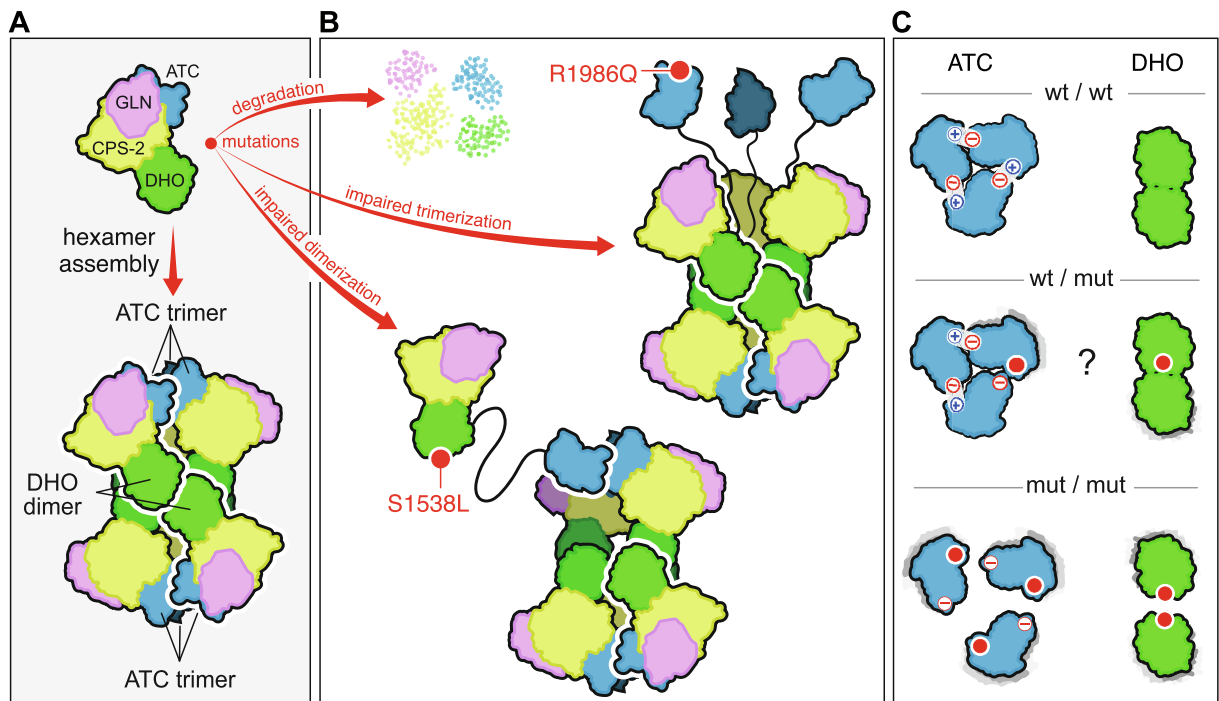 A
ATC
GLN
CPS-2
DHO
hexamer
assembly
ATC trimer
DHO
dimer
ATC trimer
B
mutations
degradation
impaired trimerization
impaired dimerization
R1986Q
S1538L
C
ATC
DHO
wt / wt
+
−
−
+
−
+
wt / mut
+
−
−
−
+
?
mut / mut
−
−
−